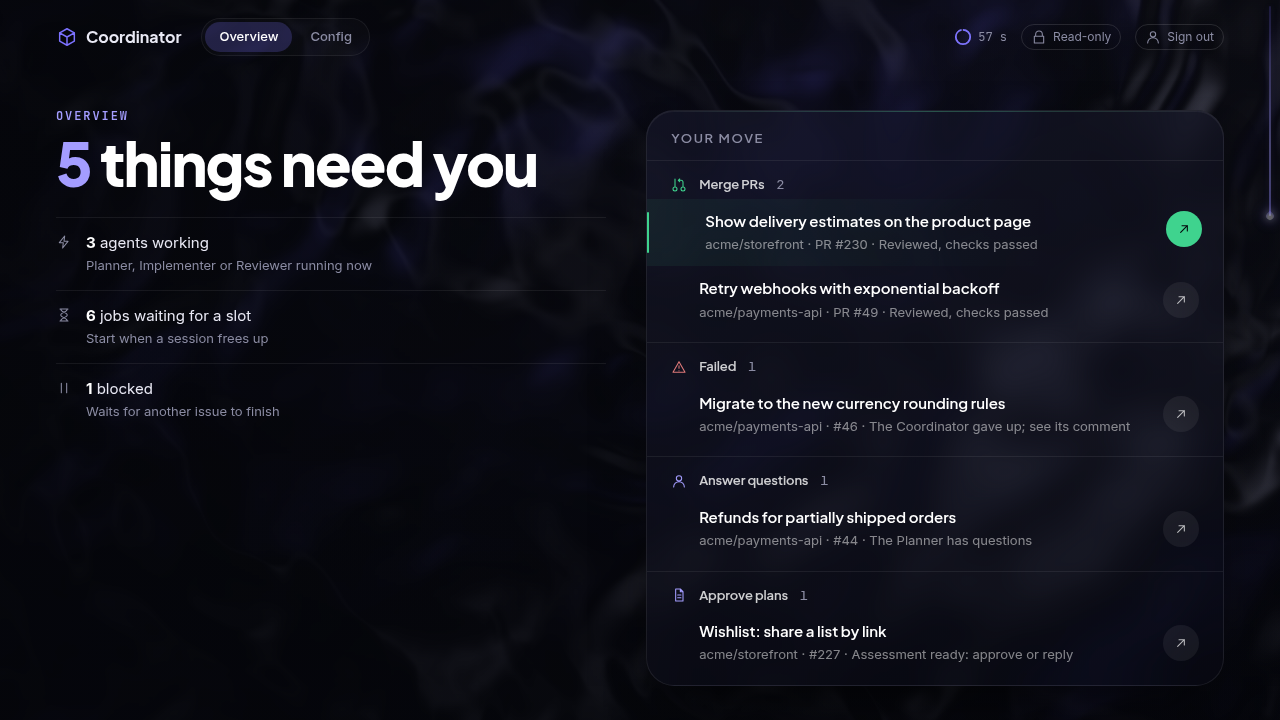 Coordinator
Overview
Config
57 s
Read-only
Sign out
OVERVIEW
5 things need you
3 agents working
Planner, Implementer or Reviewer running now
6 jobs waiting for a slot
Start when a session frees up
1 blocked
Waits for another issue to finish
YOUR MOVE
Merge PRs 2
Show delivery estimates on the product page
acme/storefront · PR #230 · Reviewed, checks passed
Retry webhooks with exponential backoff
acme/payments-api · PR #49 · Reviewed, checks passed
Failed 1
Migrate to the new currency rounding rules
acme/payments-api · #46 · The Coordinator gave up; see its comment
Answer questions 1
Refunds for partially shipped orders
acme/payments-api · #44 · The Planner has questions
Approve plans 1
Wishlist: share a list by link
acme/storefront · #227 · Assessment ready: approve or reply